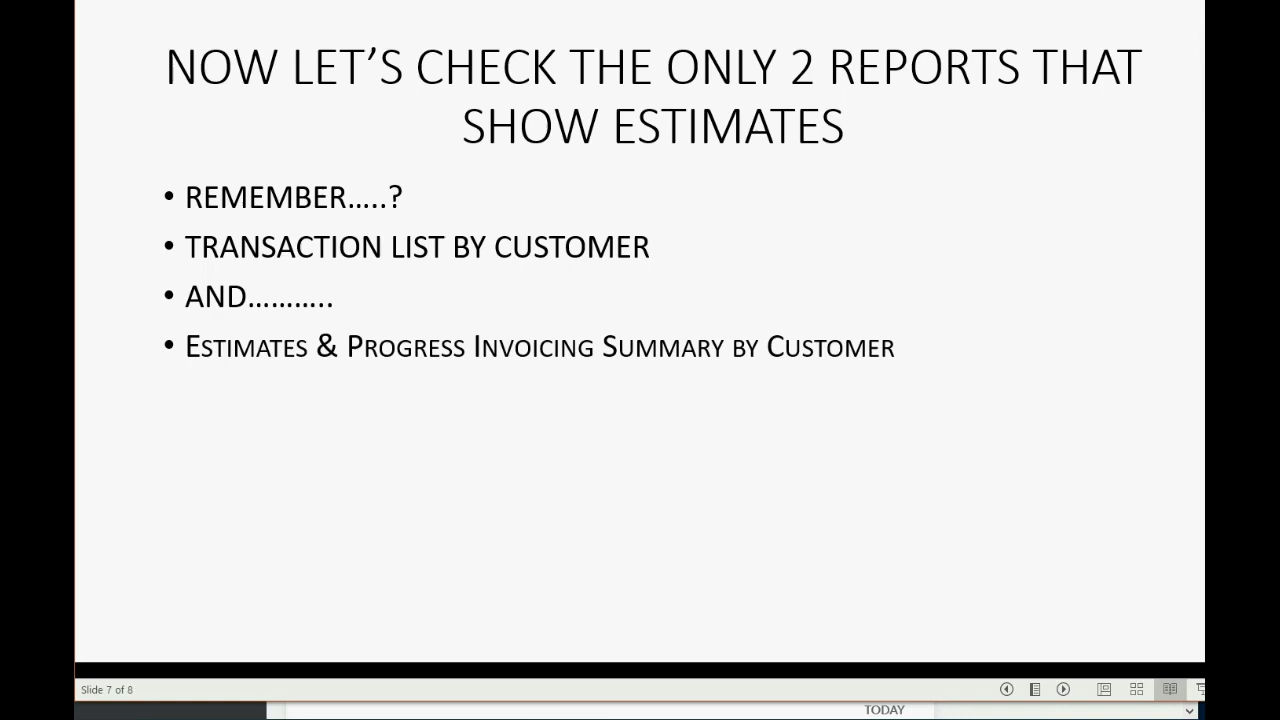 NOW LET’S CHECK THE ONLY 2 REPORTS THAT
SHOW ESTIMATES
• REMEMBER…..?
• TRANSACTION LIST BY CUSTOMER
• AND………..
• ESTIMATES & PROGRESS INVOICING SUMMARY BY CUSTOMER
Slide 7 of 8
TODAY